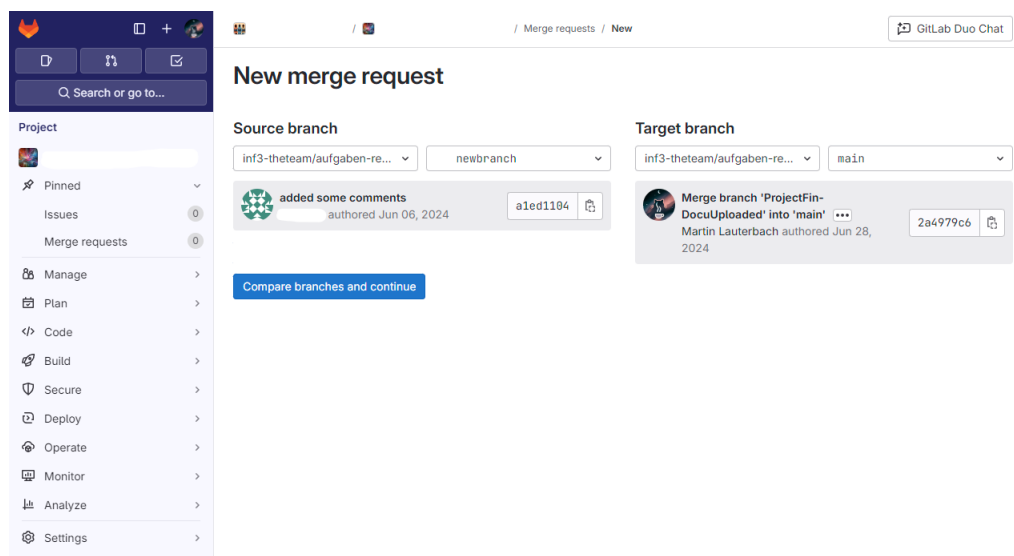 / / Merge requests / New
GitLab Duo Chat
Search or go to...
Project
Pinned
Issues 0
Merge requests 0
Manage
Plan
Code
Build
Secure
Deploy
Operate
Monitor
Analyze
Settings
New merge request
Source branch
inf3-theteam/aufgaben-re... newbranch
added some comments
authored Jun 06, 2024
a1ed1104
Compare branches and continue
Target branch
inf3-theteam/aufgaben-re... main
Merge branch 'ProjectFin-
DocuUploaded' into 'main' •••
Martin Lauterbach authored Jun 28,
2024
2a4979c6